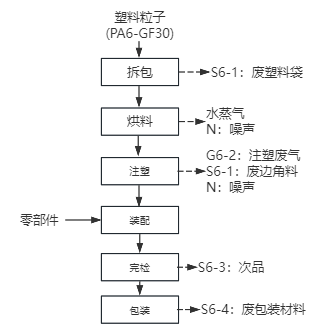 塑料粒子
(PA6-GF30)
拆包
S6-1：废塑料袋
烘料
水蒸气
N：噪声
注塑
G6-2：注塑废气
S6-1：废边角料
N：噪声
零部件
装配
完检
S6-3：次品
包装
S6-4：废包装材料